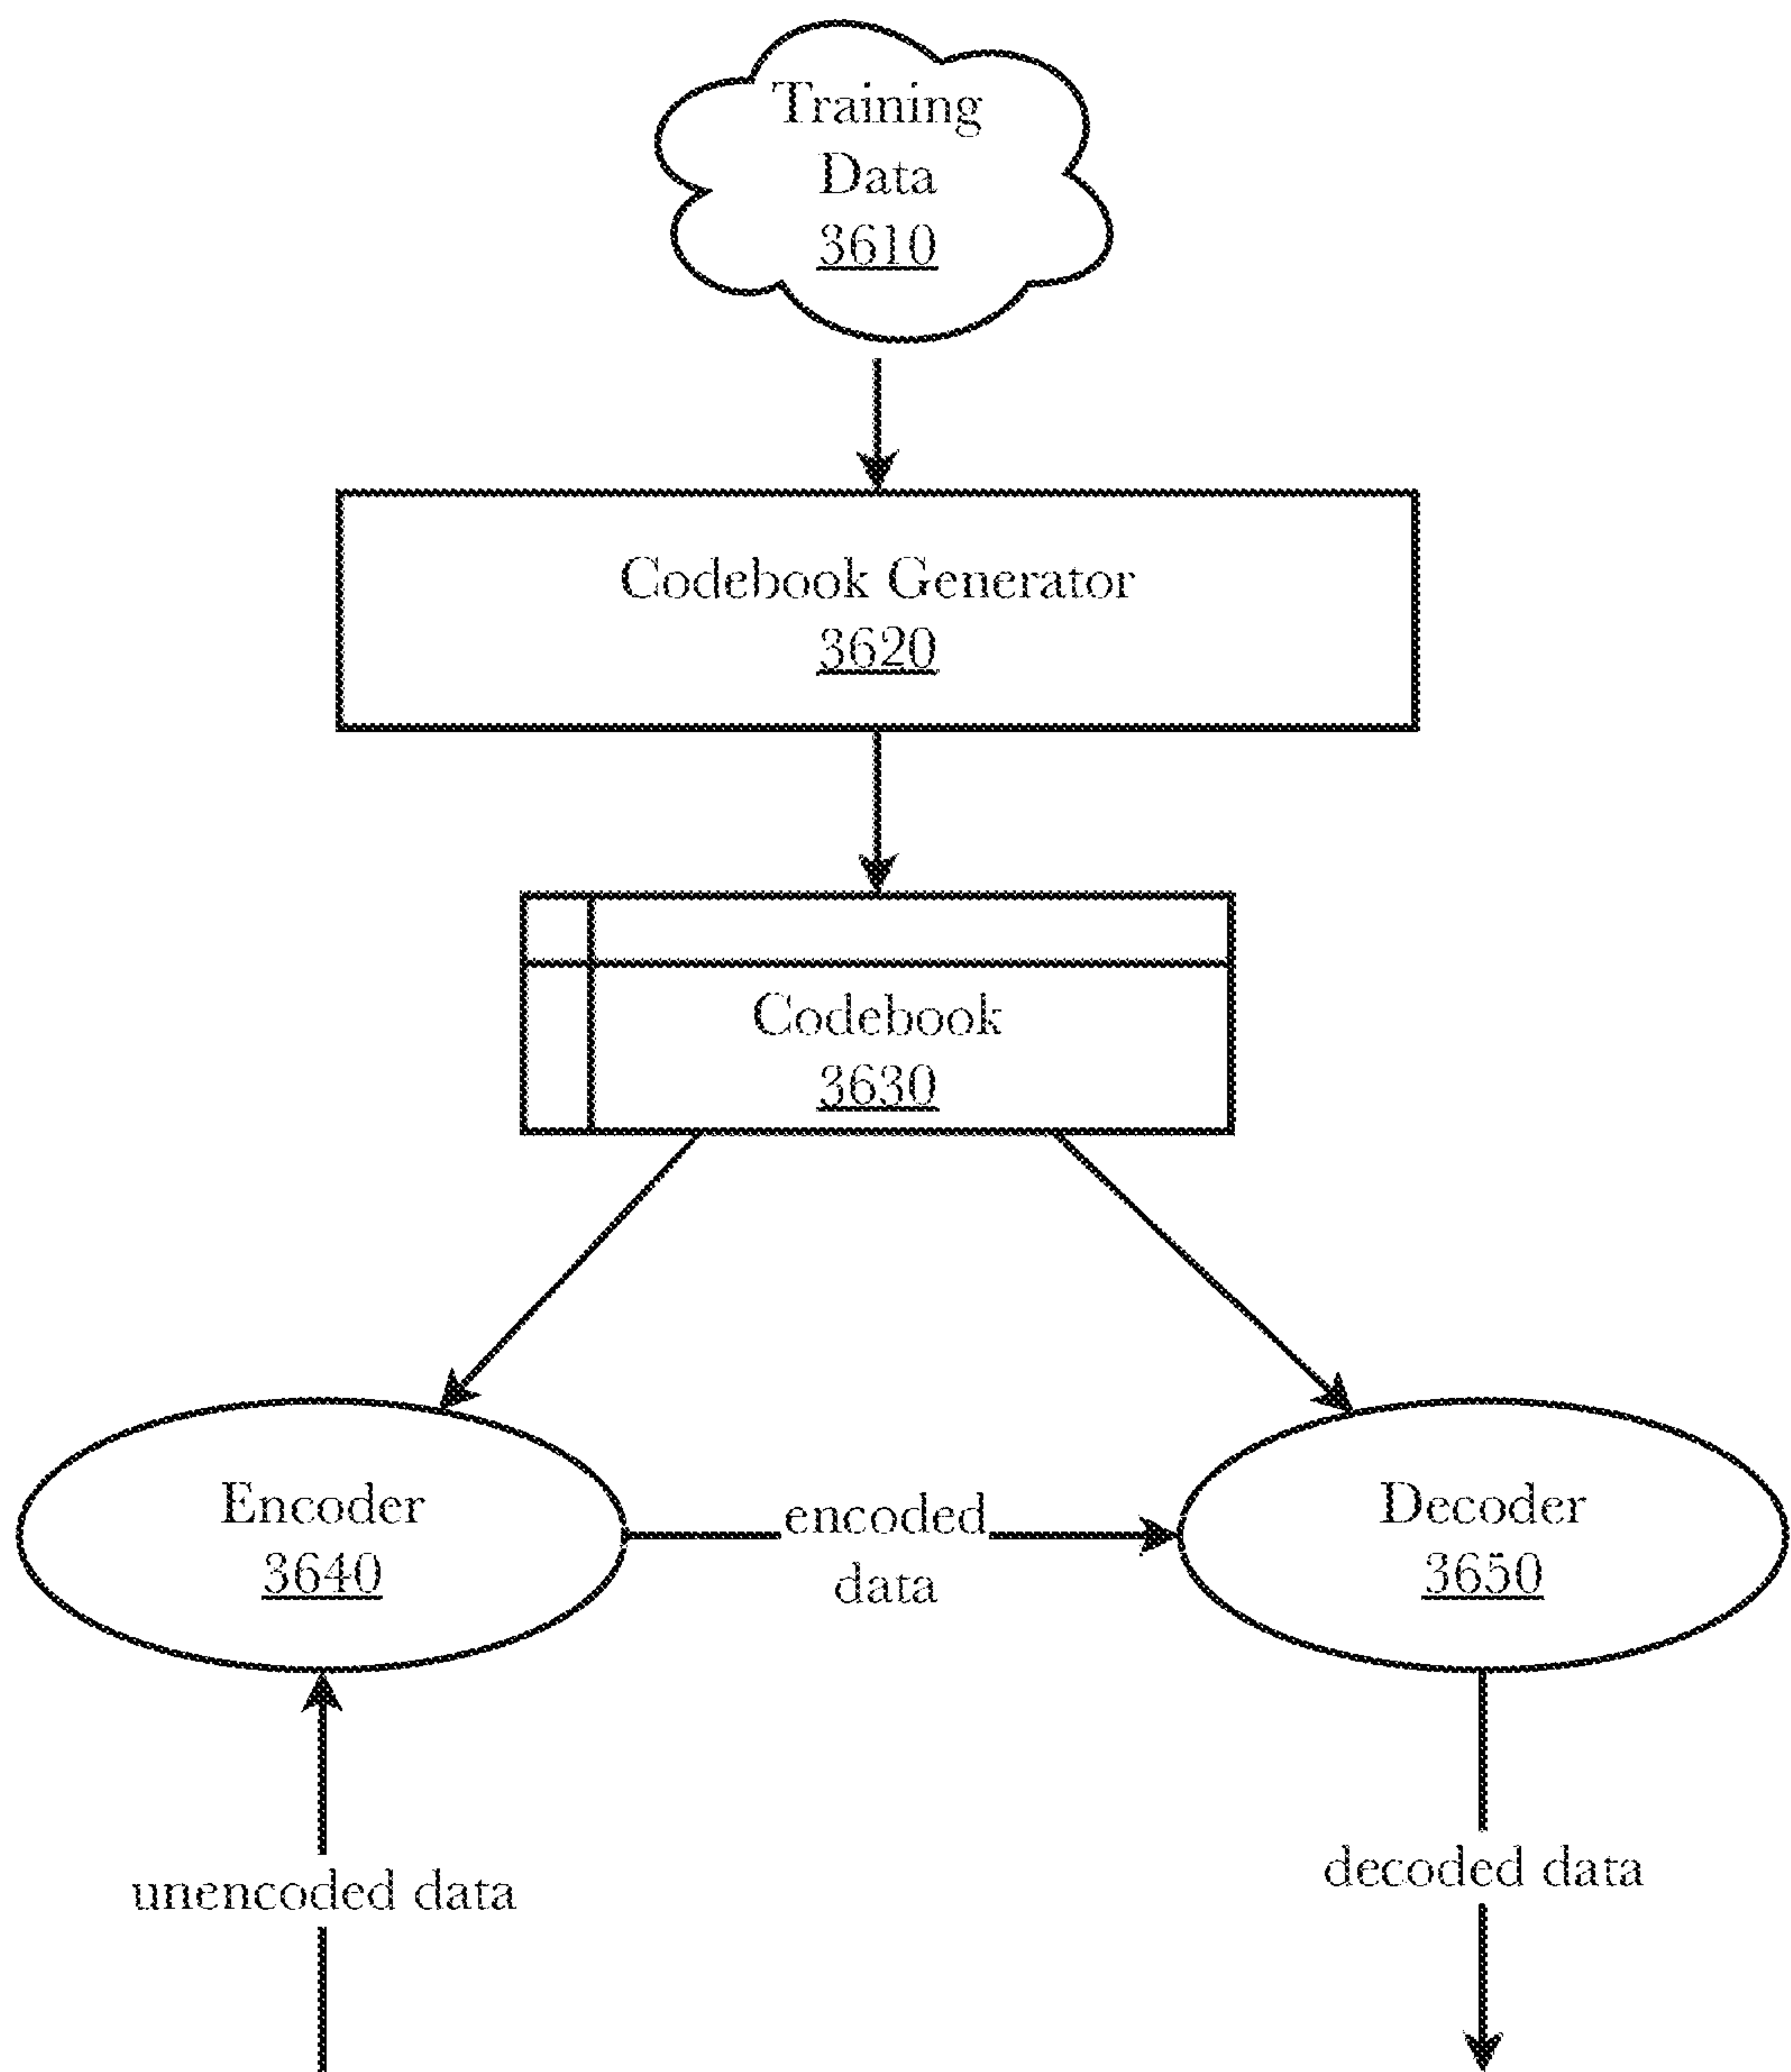 Training
Data
3610
Codebook Generator
3620
Codebook
3630
Encoder
3640
encoded
data
Decoder
3650
unencoded data
decoded data